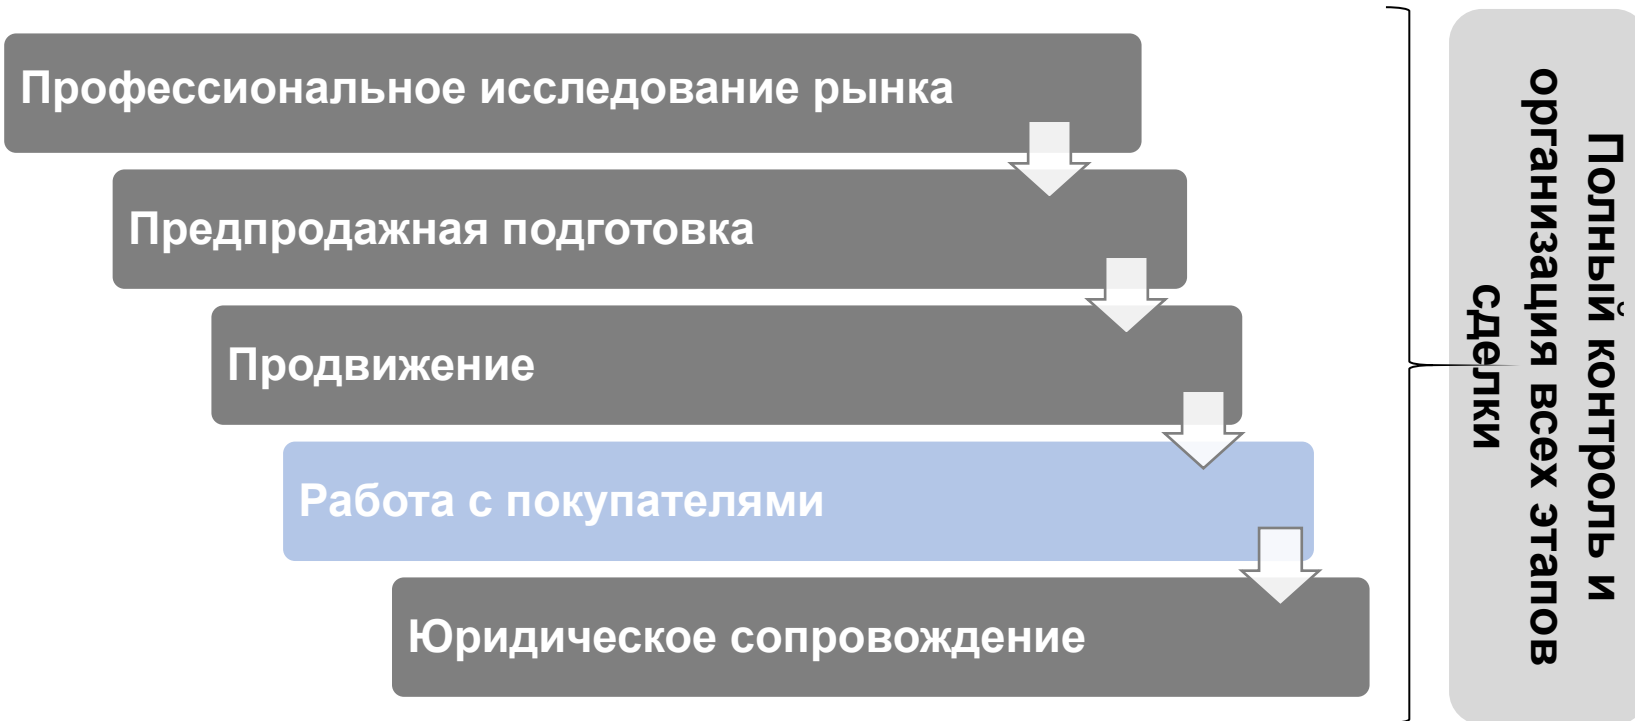 Профессиональное исследование рынка
Предпродажная подготовка
Продвижение
Работа с покупателями
Юридическое сопровождение
Полный контроль и
организация всех этапов
сделки